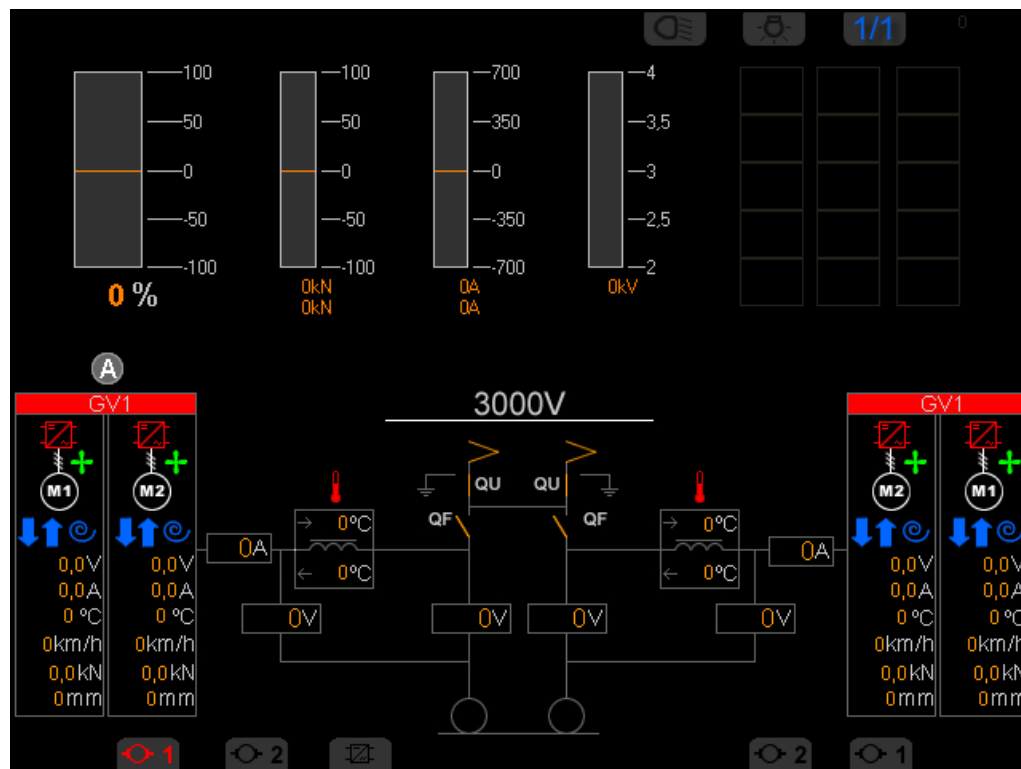 1/1 0
100 100 700 4
50 50 350 3,5
0 0 0 3
-50 -50 -350 2,5
-100 -100 -700 2
0 % 0kN 0A 0kV
0kN 0A
A
GV1 3000V GV1
M1 M2 QU QU M2 M1
QF QF
0°C 0°C
0A 0A
0°C 0°C
0,0V 0,0V 0,0V 0,0V
0,0A 0,0A 0,0A 0,0A
0 °C 0 °C 0 °C 0 °C
0V 0V 0V 0V
0km/h 0km/h 0km/h 0km/h
0,0kN 0,0kN 0,0kN 0,0kN
0mm 0mm 0mm 0mm
1 2 2 1